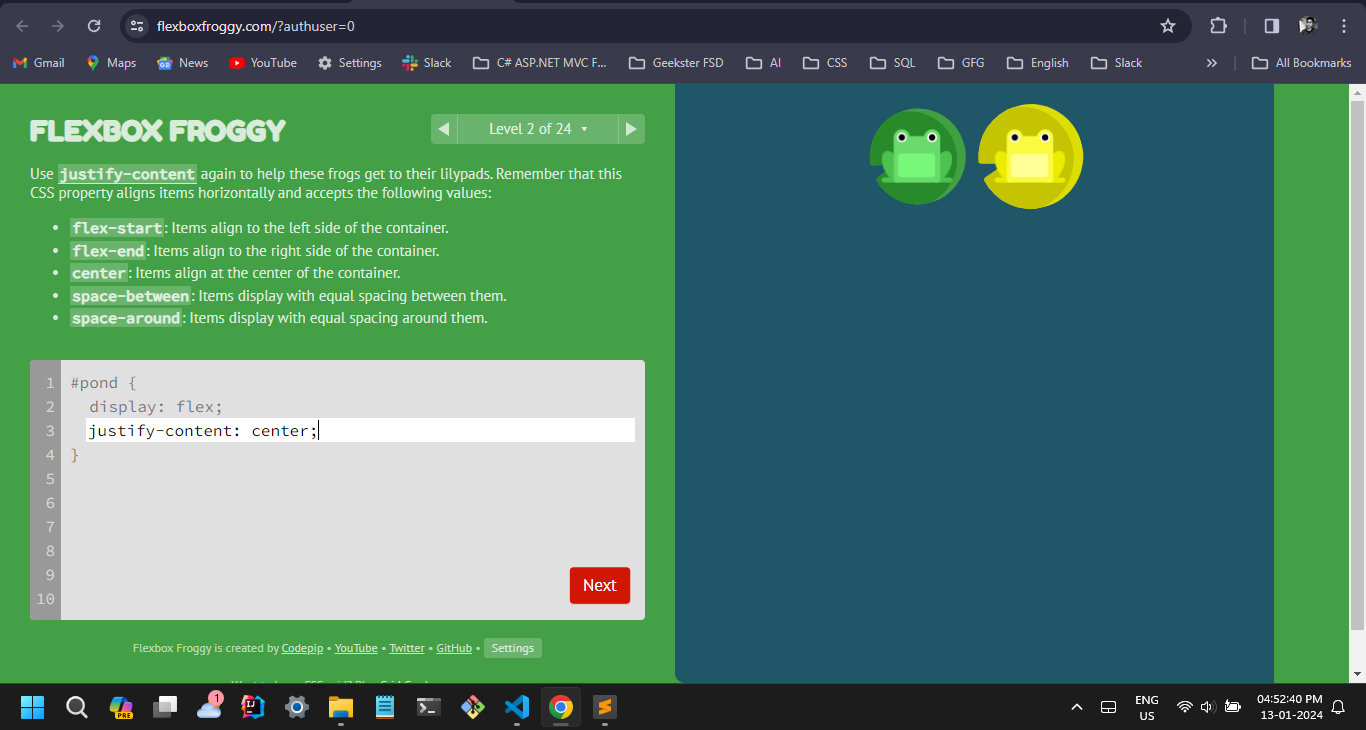 flexboxfroggy.com/?authuser=0
Gmail Maps News YouTube Settings Slack C# ASP.NET MVC F... Geekster FSD AI CSS SQL GFG English Slack » All Bookmarks
FLEXBOX FROGGY
Level 2 of 24
Use justify-content again to help these frogs get to their lilypads. Remember that this
CSS property aligns items horizontally and accepts the following values:
• flex-start: Items align to the left side of the container.
• flex-end: Items align to the right side of the container.
• center: Items align at the center of the container.
• space-between: Items display with equal spacing between them.
• space-around: Items display with equal spacing around them.
1 #pond {
2 display: flex;
3 justify-content: center;
4 }
5
6
7
8
9
10
Next
Flexbox Froggy is created by Codepip • YouTube • Twitter • GitHub • Settings
PRE
1
IJ
ENG
US
04:52:40 PM
13-01-2024